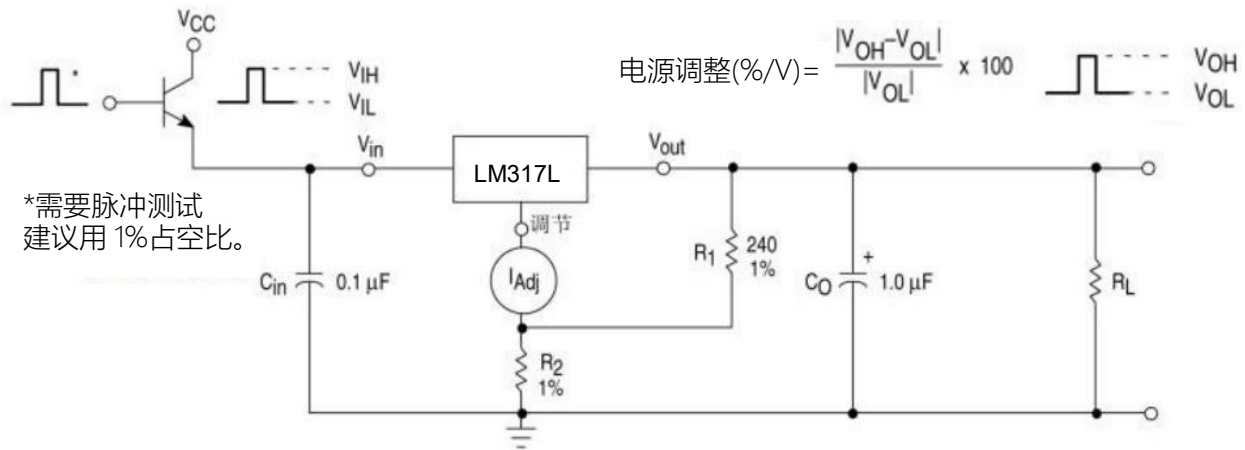 VCC
*
VIH
VIL
电源调整(%/V)= |VOH-VOL| / |VOL| x 100
VOH
VOL
Vin
LM317L
Vout
*需要脉冲测试
建议用 1%占空比。
调节
IAdj
R1
240
1%
Cin
0.1 μF
CO
+
1.0 μF
RL
R2
1%